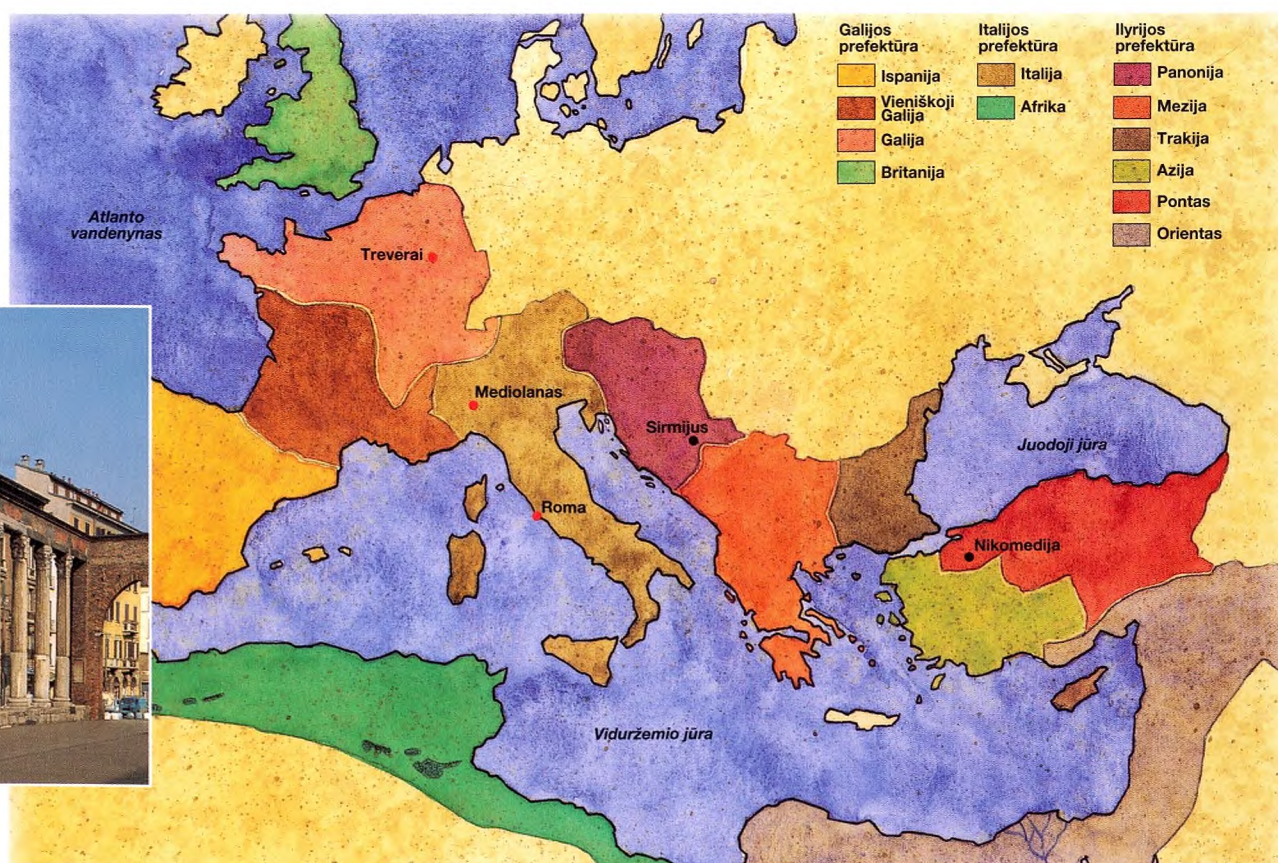 Galijos
prefektūra
Ispanija
Vieniškoji
Galija
Galija
Britanija
Italijos
prefektūra
Italija
Afrika
Ilyrijos
prefektūra
Panonija
Mezija
Trakija
Azija
Pontas
Orientas
Atlanto
vandenynas
Trevėrai
Mediolanas
Sirmijus
Juodoji jūra
Roma
Nikomedija
Viduržemio jūra